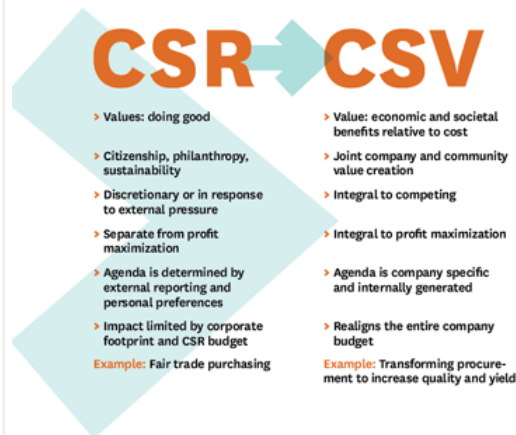 CSR CSV
> Values: doing good
> Citizenship, philanthropy,
sustainability
> Discretionary or in response
to external pressure
> Separate from profit
maximization
> Agenda is determined by
external reporting and
personal preferences
> Impact limited by corporate
footprint and CSR budget
Example: Fair trade purchasing
> Value: economic and societal
benefits relative to cost
> Joint company and community
value creation
> Integral to competing
> Integral to profit maximization
> Agenda is company specific
and internally generated
> Realigns the entire company
budget
Example: Transforming procure-
ment to increase quality and yield